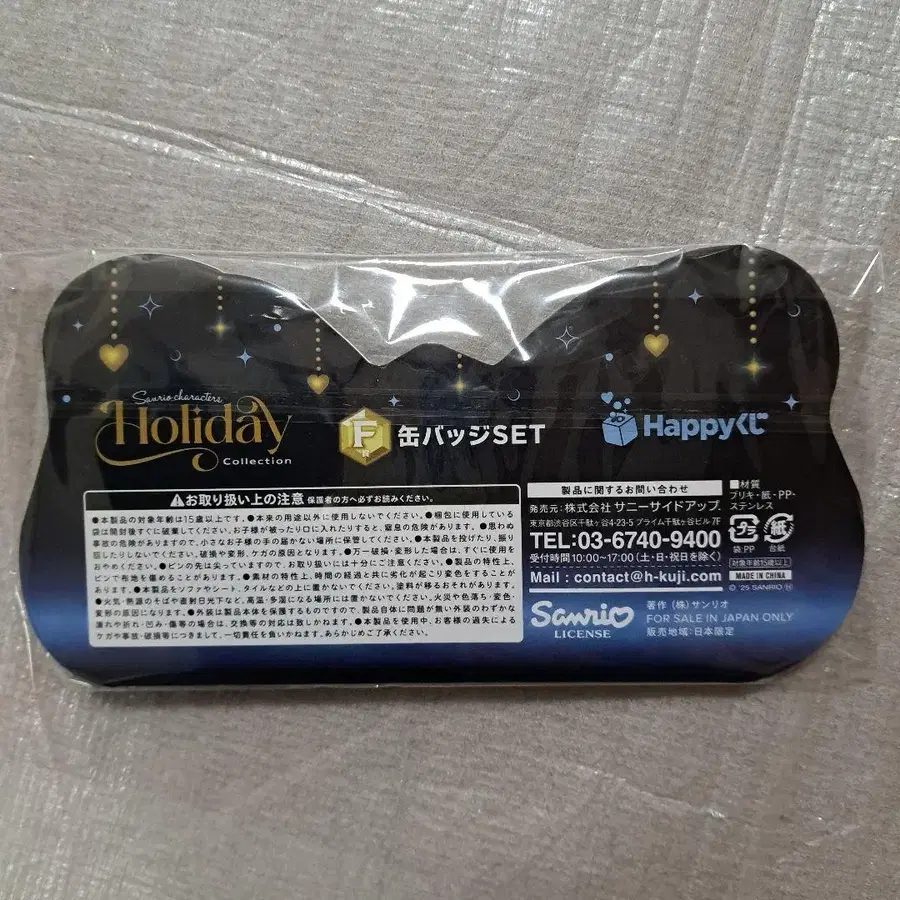 Sanrio characters
Holiday
Collection
F賞
缶バッジSET
Happyくじ
⚠お取り扱い上の注意 保護者の方へ必ずお読みください。
●本製品の対象年齢は15歳以上です。●本来の用途以外に使用しないでください。●梱包に使用している
袋は開封後すぐに破棄してください。お子様が被ったり口に入れたりすると、窒息の危険があります。●思わぬ
事故の危険がありますので、小さなお子様の手の届かない場所に保管してください。●本製品を投げたり、振り
回したりしないでください。破損や変形、ケガの原因となります。●万一破損・変形した場合は、すぐに使用を
おやめください。●ピンの先は尖っていますので、お取り扱いには十分にご注意ください。●製品の特性上、
ピンで布地を傷めることがあります。●素材の特性上、時間の経過と共に劣化が起こり変色をすることが
あります。●本製品をソファやシート、タイルなどの上に置かないでください。塗料が移るおそれがあります。
●火気・熱源のそばや直射日光下など、高温・多湿になる場所には置かないでください。火災や色落ち・変色・
変形の原因になります。●外装は製品本体を保護するものですので、製品自体に問題が無い外装のわずかな
潰れや折れ・凹み・傷等の場合は、交換等の対応は致しかねます。●本製品を使用中、お客様の過失による
ケガや事故・破損等につきまして、一切責任を負いかねます。あらかじめご了承ください。
製品に関するお問い合わせ
発売元:株式会社 サニーサイドアップ
東京都渋谷区千駄ヶ谷4-23-5 プライム千駄ヶ谷ビル 7F
TEL:03-6740-9400
受付時間 10:00~17:00 (土・日・祝日を除く)
Mail : contact@h-kuji.com
■材質
ブリキ・紙・PP・
ステンレス
プラ
紙
袋:PP
台紙
対象年齢15歳以上
MADE IN CHINA
© '25 SANRIO Ⓗ
Sanrio
LICENSE
著作 (株)サンリオ
FOR SALE IN JAPAN ONLY
販売地域:日本限定